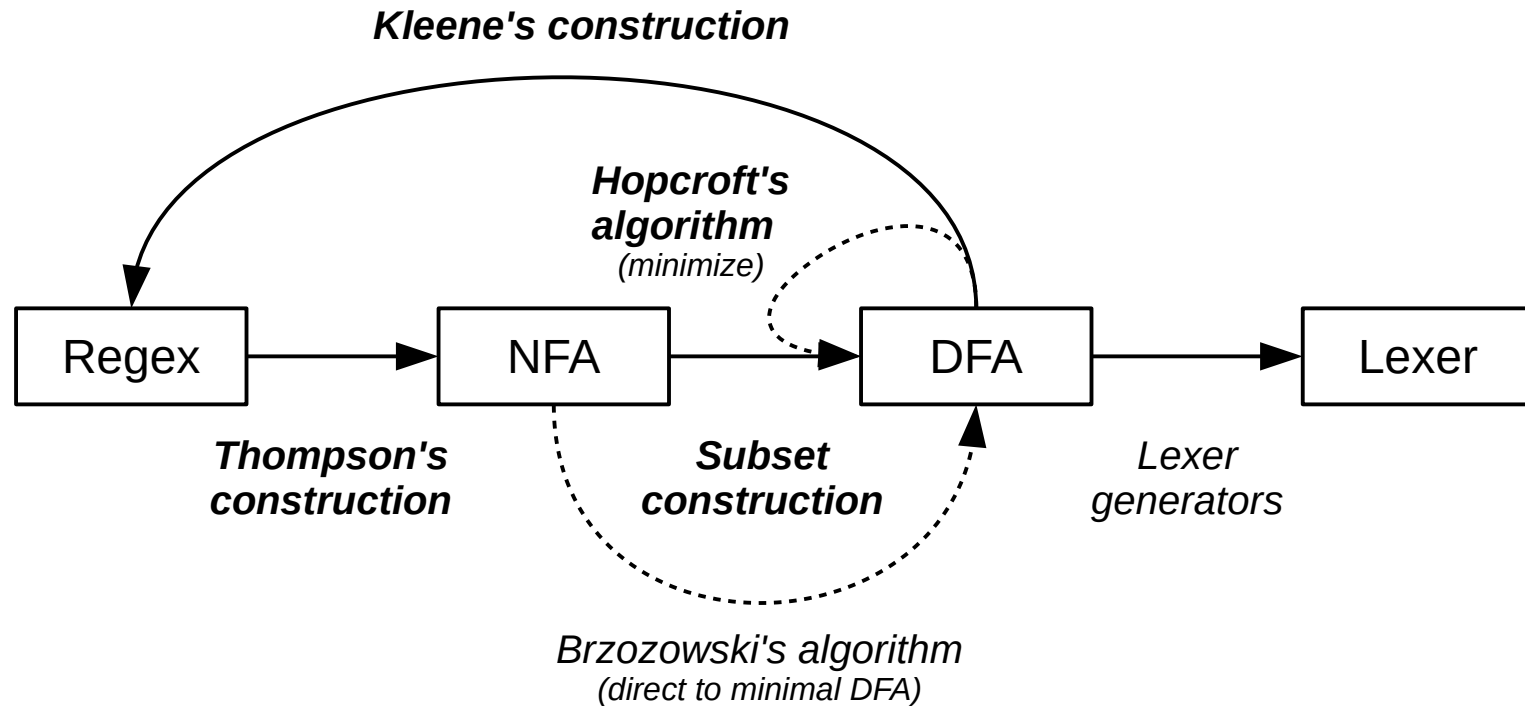 Kleene's construction
Hopcroft's
algorithm
(minimize)
Regex
NFA
DFA
Lexer
Thompson's
construction
Subset
construction
Lexer
generators
Brzozowski's algorithm
(direct to minimal DFA)